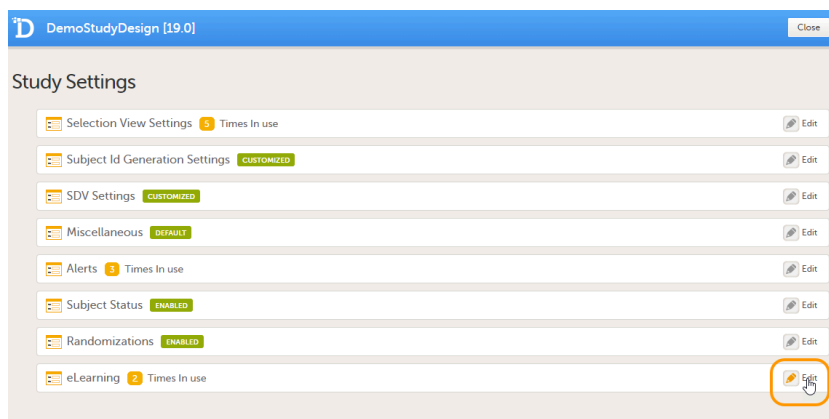 D DemoStudyDesign [19.0] Close
Study Settings
Selection View Settings 5 Times In use Edit
Subject Id Generation Settings CUSTOMIZED Edit
SDV Settings CUSTOMIZED Edit
Miscellaneous DEFAULT Edit
Alerts 3 Times In use Edit
Subject Status ENABLED Edit
Randomizations ENABLED Edit
eLearning 2 Times In use Edit